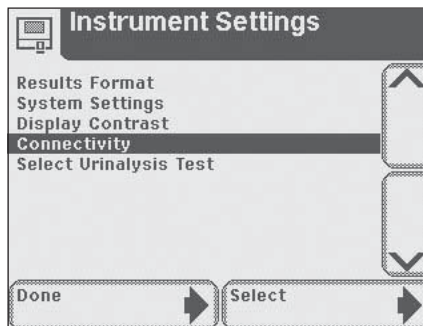 Instrument Settings
Results Format
System Settings
Display Contrast
Connectivity
Select Urinalysis Test
Done
Select